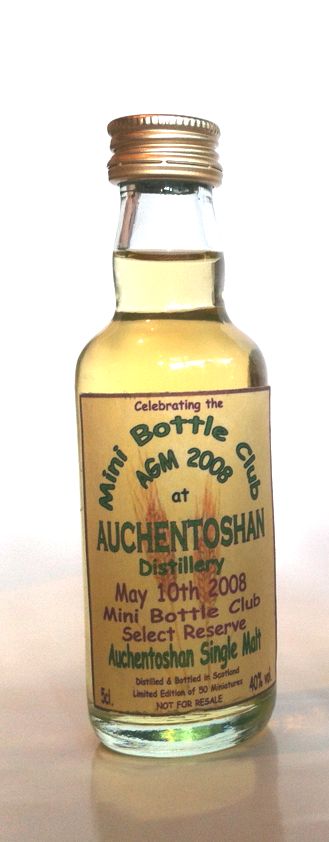 Celebrating the
Mini Bottle Club
AGM 2008
at
AUCHENTOSHAN
Distillery
May 10th 2008
Mini Bottle Club
Select Reserve
Auchentoshan Single Malt
Distilled & Bottled in Scotland
5cl. Limited Edition of 50 Miniatures 40% vol.
NOT FOR RESALE